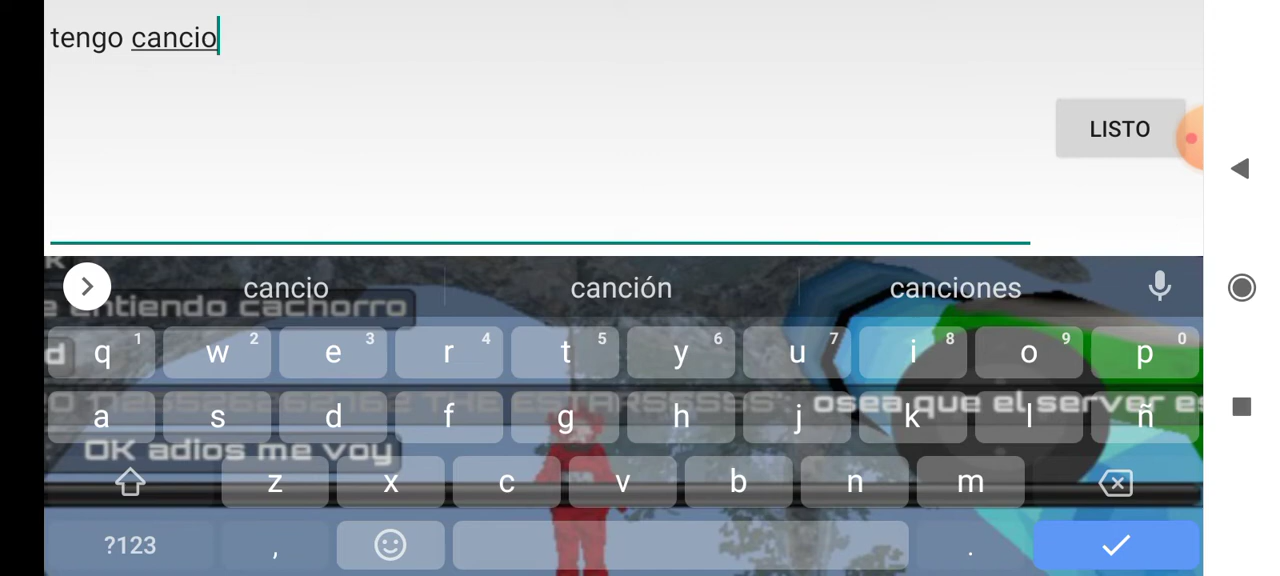 tengo cancio
LISTO
cancio canción canciones
entiendo cachorro
q 1 w 2 e 3 r 4 t 5 y 6 u 7 i 8 o 9 p 0
osea que el server es
a s d f g h j k l ñ
OK adios me voy
z x c v b n m
?123 , .